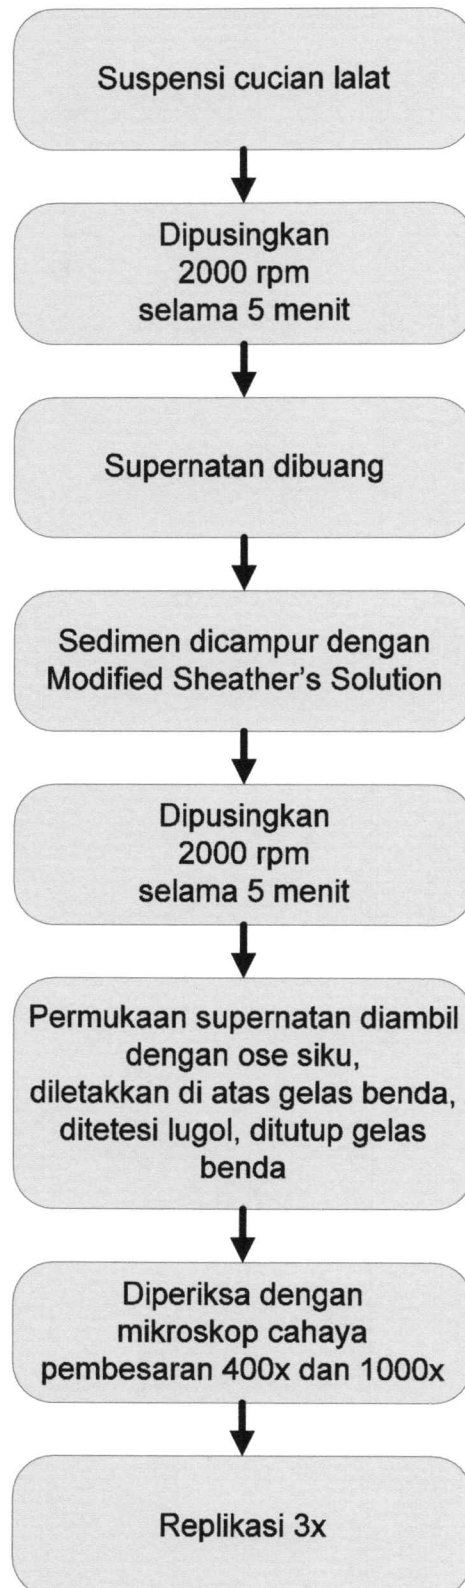 Suspensi cucian lalat
Dipusingkan
2000 rpm
selama 5 menit
Supernatan dibuang
Sedimen dicampur dengan
Modified Sheather's Solution
Dipusingkan
2000 rpm
selama 5 menit
Permukaan supernatan diambil
dengan ose siku,
diletakkan di atas gelas benda,
ditetesi lugol, ditutup gelas
benda
Diperiksa dengan
mikroskop cahaya
pembesaran 400x dan 1000x
Replikasi 3x